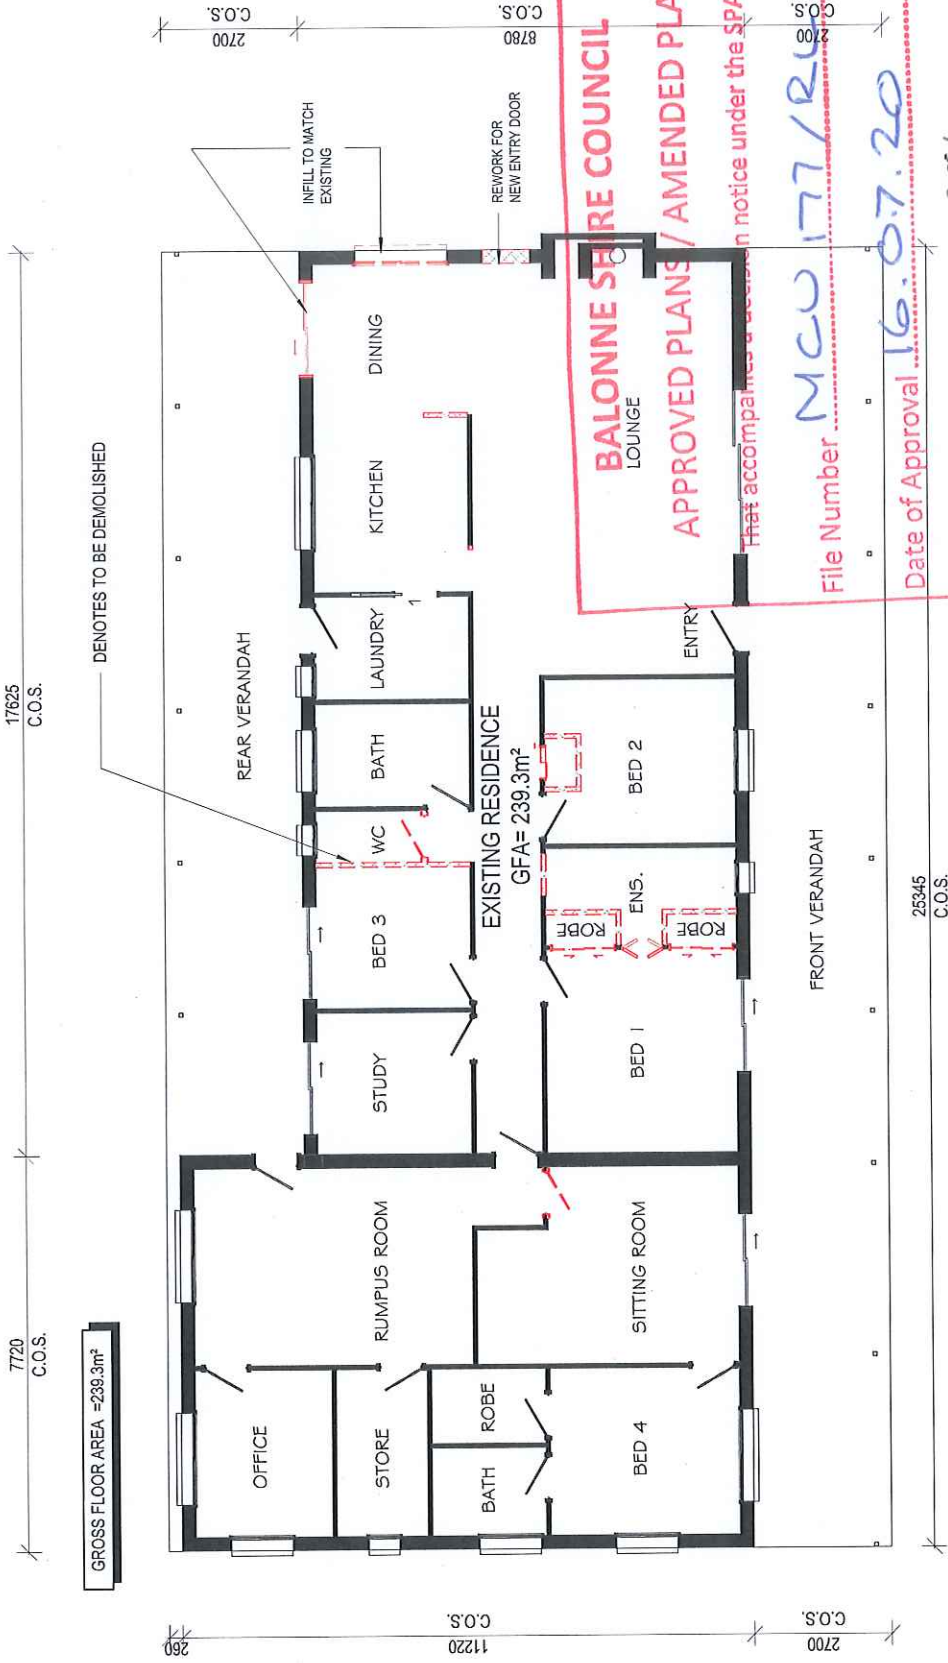 GROSS FLOOR AREA =239.3m²
7720
C.O.S.
17625
C.O.S.
DENOTES TO BE DEMOLISHED
INFILL TO MATCH
EXISTING
REWORK FOR
NEW ENTRY DOOR
260
11220
C.O.S.
2700
C.O.S.
2700
C.O.S.
8780
C.O.S.
2700
C.O.S.
REAR VERANDAH
OFFICE
STORE
BATH
ROBE
BED 4
RUMPUS ROOM
SITTING ROOM
STUDY
BED 3
WC
BATH
LAUNDRY
1
KITCHEN
DINING
EXISTING RESIDENCE
GFA= 239.3m²
BED 1
ROBE
ROBE
ENS.
BED 2
ENTRY
LOUNGE
FRONT VERANDAH
25345
C.O.S.
BALONNE SHIRE COUNCIL
APPROVED PLANS / AMENDED PLA
That accompanies a decision notice under the SPA
File Number MCU 177/RL
Date of Approval 16.07.20